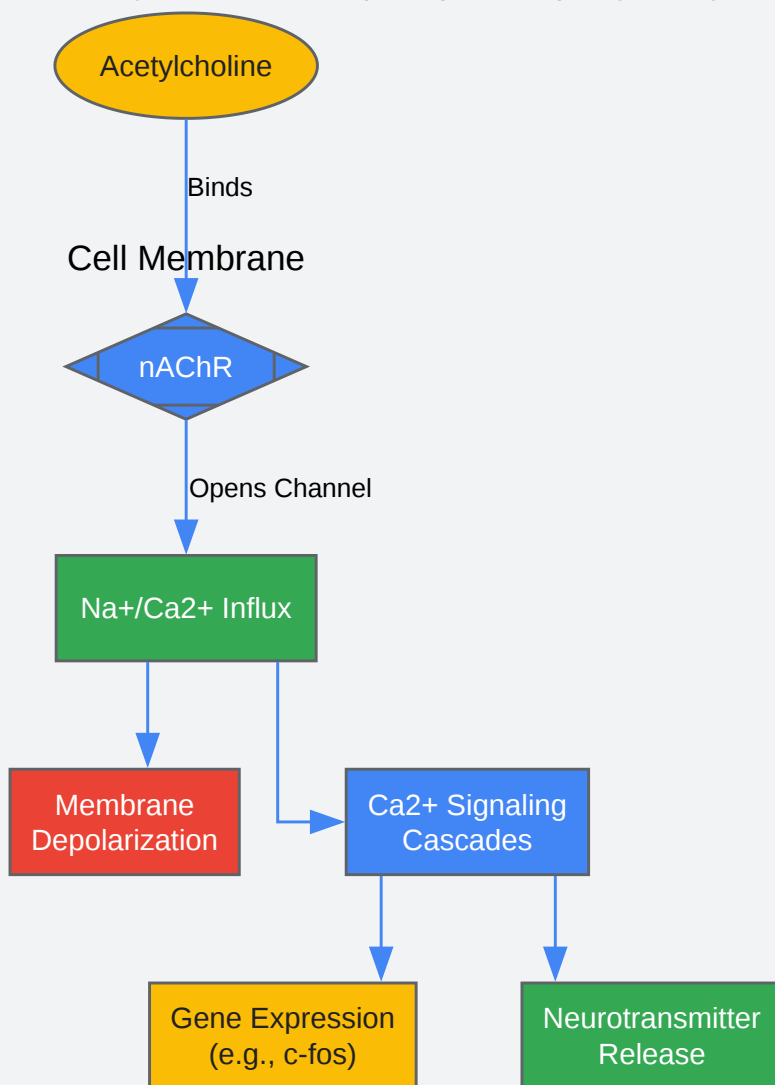 Acetylcholine
Binds
Cell Membrane
nAChR
Opens Channel
Na+/Ca2+ Influx
Membrane
Depolarization
Ca2+ Signaling
Cascades
Gene Expression
(e.g., c-fos)
Neurotransmitter
Release